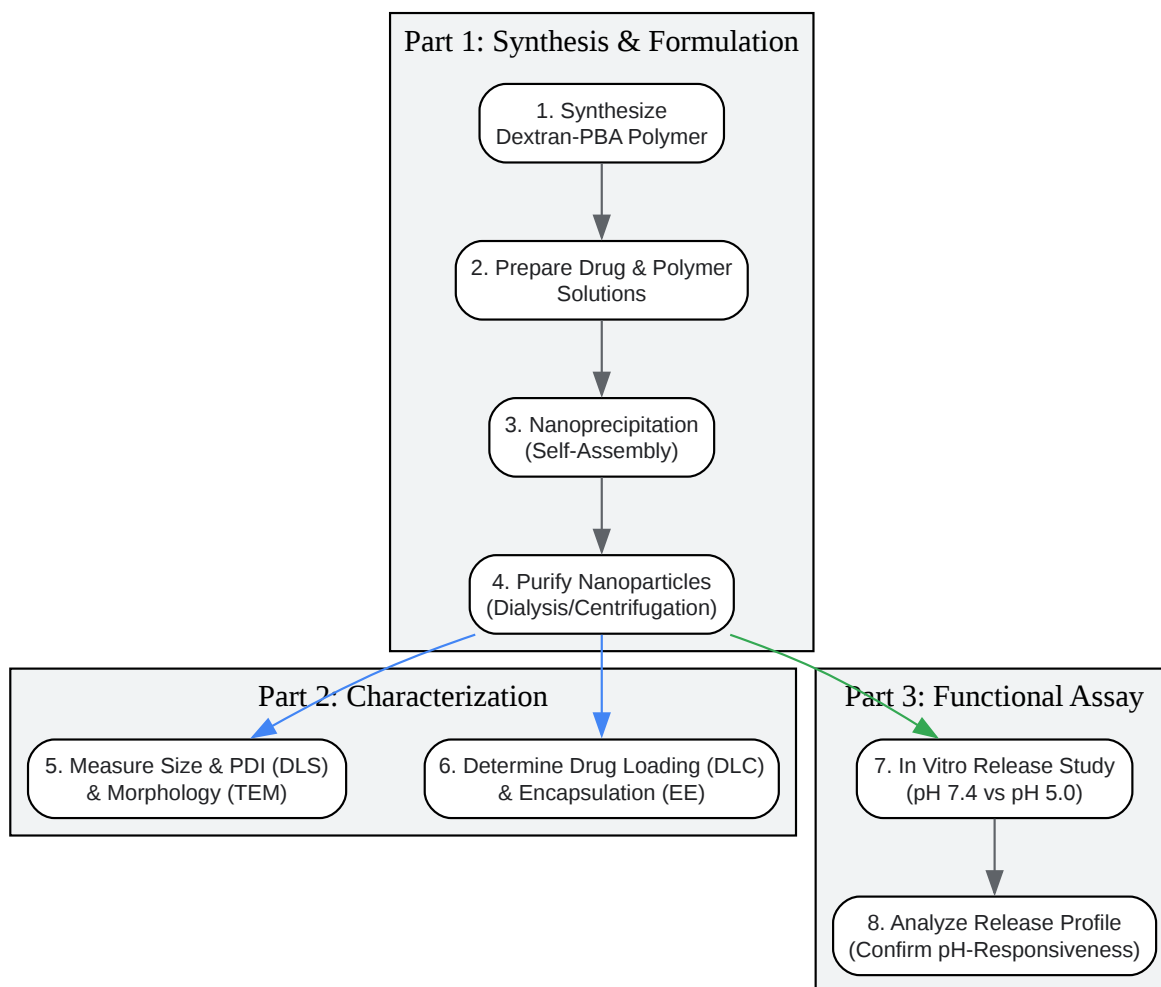 Part 1: Synthesis & Formulation
1. Synthesize
Dextran-PBA Polymer
2. Prepare Drug & Polymer
Solutions
3. Nanoprecipitation
(Self-Assembly)
4. Purify Nanoparticles
(Dialysis/Centrifugation)
Part 2: Characterization
5. Measure Size & PDI (DLS)
& Morphology (TEM)
6. Determine Drug Loading (DLC)
& Encapsulation (EE)
Part 3: Functional Assay
7. In Vitro Release Study
(pH 7.4 vs pH 5.0)
8. Analyze Release Profile
(Confirm pH-Responsiveness)